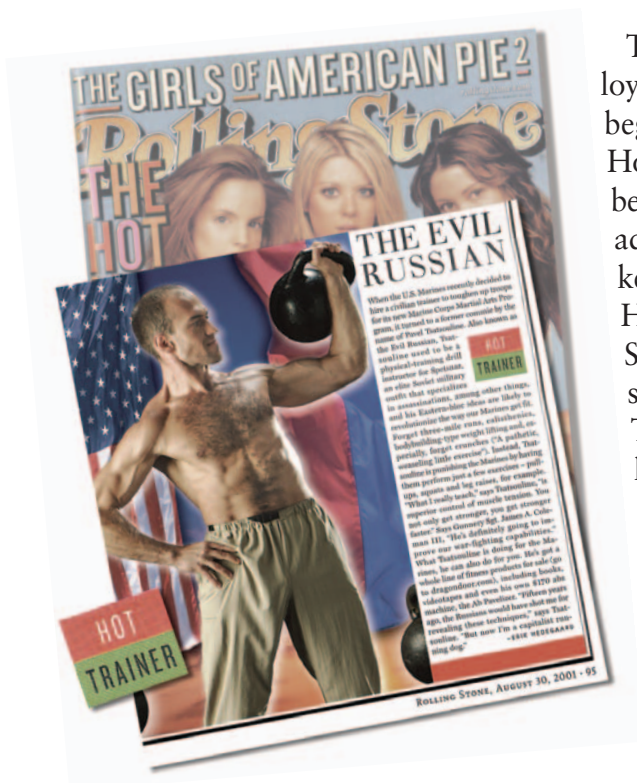 THE GIRLS OF AMERICAN PIE 2
Rolling Stone
THE
HOT
THE EVIL
RUSSIAN
When the U.S. Marines recently decided to
hire a civilian trainer to toughen up troops
for its new Marine Corps Martial Arts Pro-
gram, it turned to a former commie by the
name of Pavel Tsatsouline. Also known as
the Evil Russian, Tsat-
souline used to be a
physical-training drill
instructor for Spetsnaz,
an elite Soviet military
outfit that specializes
in assassinations, among other things,
and his Eastern-bloc ideas are likely to
revolutionize the way our Marines get fit.
Forget three-mile runs, calisthenics,
bodybuilding-type weight lifting and, es-
pecially, forget crunches ("A pathetic,
weaseling little exercise"). Instead, Tsat-
souline is punishing the Marines by having
them perform just a few exercises – pull-
ups, squats and leg raises, for example.
"What I really teach," says Tsatsouline, "is
superior control of muscle tension. You
not only get stronger, you get stronger
faster." Says Gunnery Sgt. James A. Cole-
man III, "He's definitely going to im-
prove our war-fighting capabilities."
What Tsatsouline is doing for the Ma-
rines, he can also do for you. He's got a
whole line of fitness products for sale (go
to dragondoor.com), including books,
videotapes and even his own $170 abs
machine, the Ab Pavelizer. "Fifteen years
ago, the Russians would have shot me for
revealing these techniques," says Tsat-
souline. "But now I'm a capitalist run-
ning dog."
–ERIK HEDEGAARD
HOT
TRAINER
HOT
TRAINER
ROLLING STONE, AUGUST 30, 2001 · 95